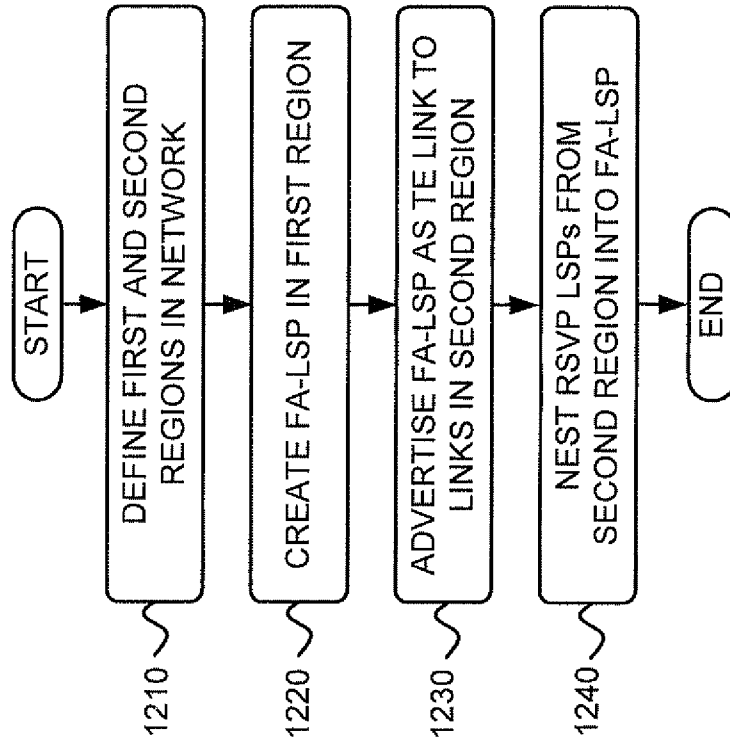 START
1210
DEFINE FIRST AND SECOND
REGIONS IN NETWORK
1220
CREATE FA-LSP IN FIRST REGION
1230
ADVERTISE FA-LSP AS TE LINK TO
LINKS IN SECOND REGION
1240
NEST RSVP LSPs FROM
SECOND REGION INTO FA-LSP
END